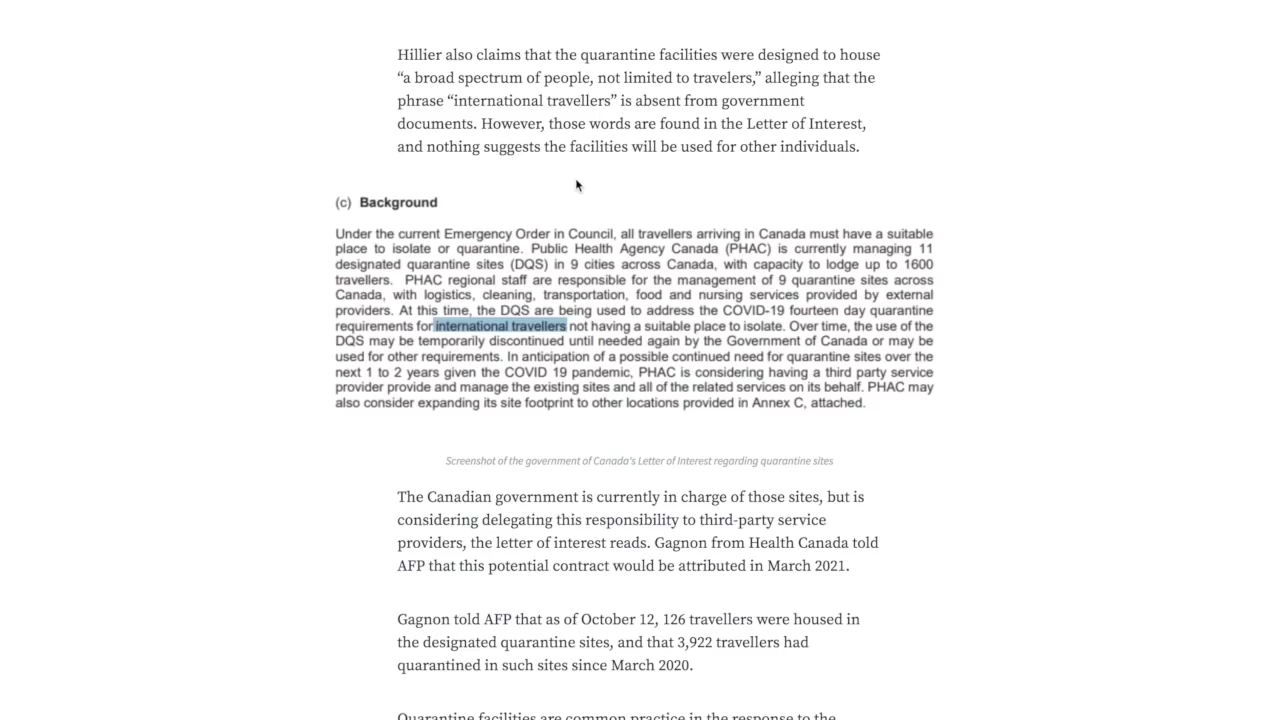 Hillier also claims that the quarantine facilities were designed to house
“a broad spectrum of people, not limited to travelers,” alleging that the
phrase “international travellers” is absent from government
documents. However, those words are found in the Letter of Interest,
and nothing suggests the facilities will be used for other individuals.
(c) Background
Under the current Emergency Order in Council, all travellers arriving in Canada must have a suitable
place to isolate or quarantine. Public Health Agency Canada (PHAC) is currently managing 11
designated quarantine sites (DQS) in 9 cities across Canada, with capacity to lodge up to 1600
travellers. PHAC regional staff are responsible for the management of 9 quarantine sites across
Canada, with logistics, cleaning, transportation, food and nursing services provided by external
providers. At this time, the DQS are being used to address the COVID-19 fourteen day quarantine
requirements for international travellers not having a suitable place to isolate. Over time, the use of the
DQS may be temporarily discontinued until needed again by the Government of Canada or may be
used for other requirements. In anticipation of a possible continued need for quarantine sites over the
next 1 to 2 years given the COVID 19 pandemic, PHAC is considering having a third party service
provider provide and manage the existing sites and all of the related services on its behalf. PHAC may
also consider expanding its site footprint to other locations provided in Annex C, attached.
Screenshot of the government of Canada's Letter of Interest regarding quarantine sites
The Canadian government is currently in charge of those sites, but is
considering delegating this responsibility to third-party service
providers, the letter of interest reads. Gagnon from Health Canada told
AFP that this potential contract would be attributed in March 2021.
Gagnon told AFP that as of October 12, 126 travellers were housed in
the designated quarantine sites, and that 3,922 travellers had
quarantined in such sites since March 2020.
Quarantine facilities are common practice in the response to the